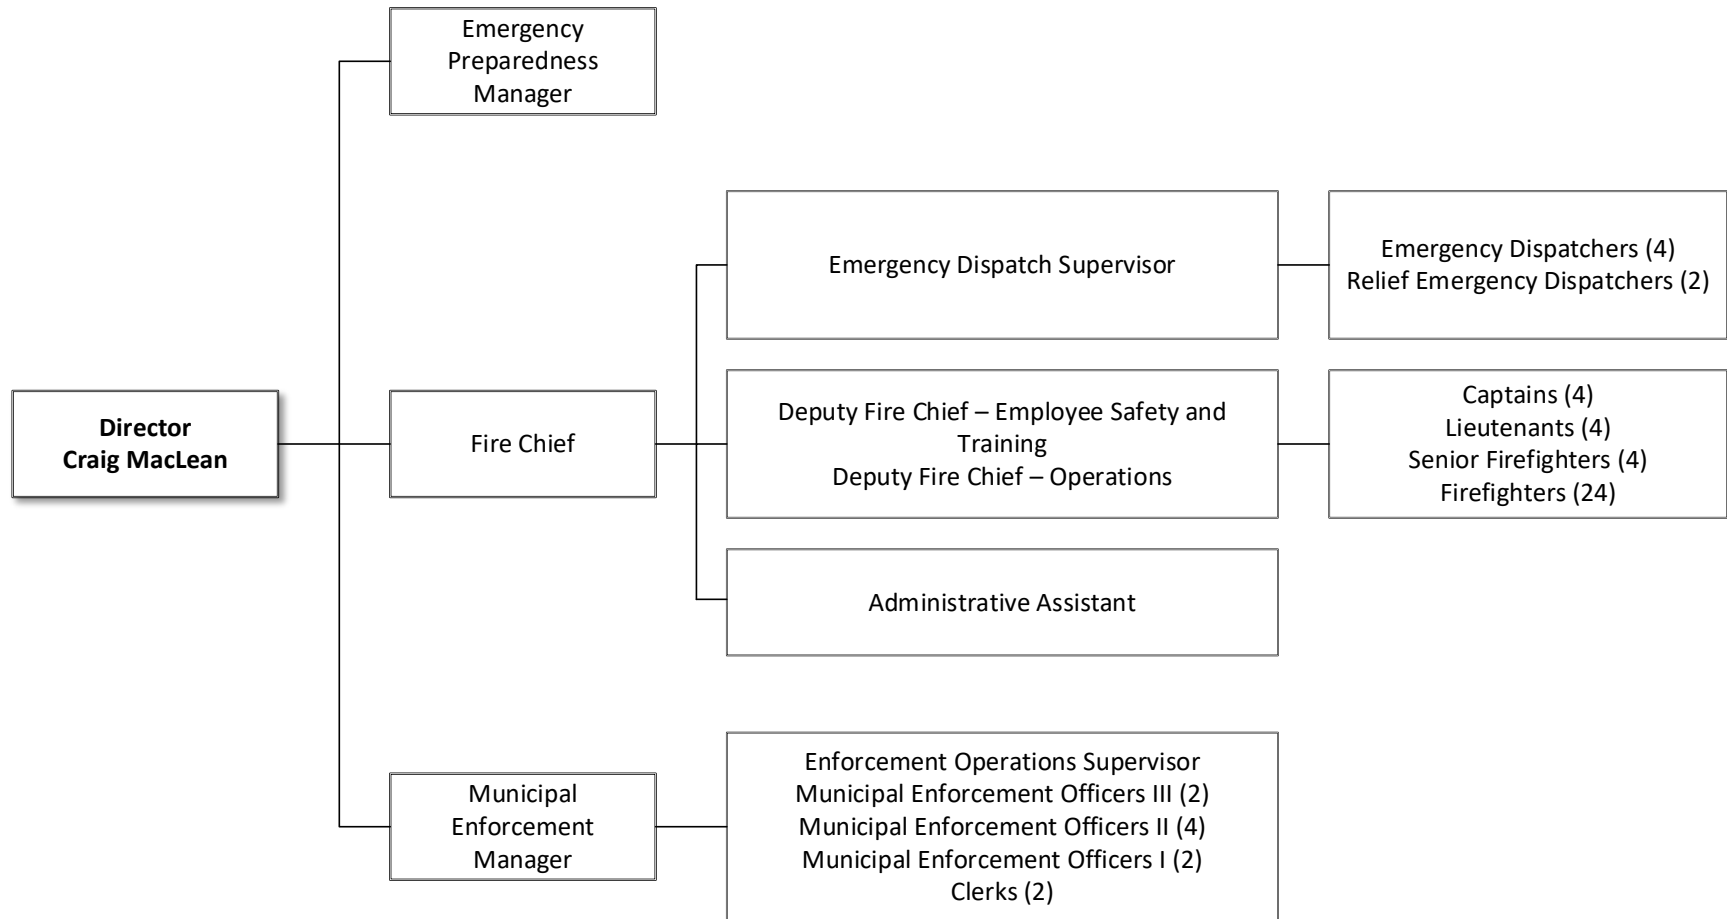 Emergency
Preparedness
Manager
Emergency Dispatch Supervisor
Emergency Dispatchers (4)
Relief Emergency Dispatchers (2)
Director
Craig MacLean
Fire Chief
Deputy Fire Chief – Employee Safety and
Training
Deputy Fire Chief – Operations
Captains (4)
Lieutenants (4)
Senior Firefighters (4)
Firefighters (24)
Administrative Assistant
Municipal
Enforcement
Manager
Enforcement Operations Supervisor
Municipal Enforcement Officers III (2)
Municipal Enforcement Officers II (4)
Municipal Enforcement Officers I (2)
Clerks (2)